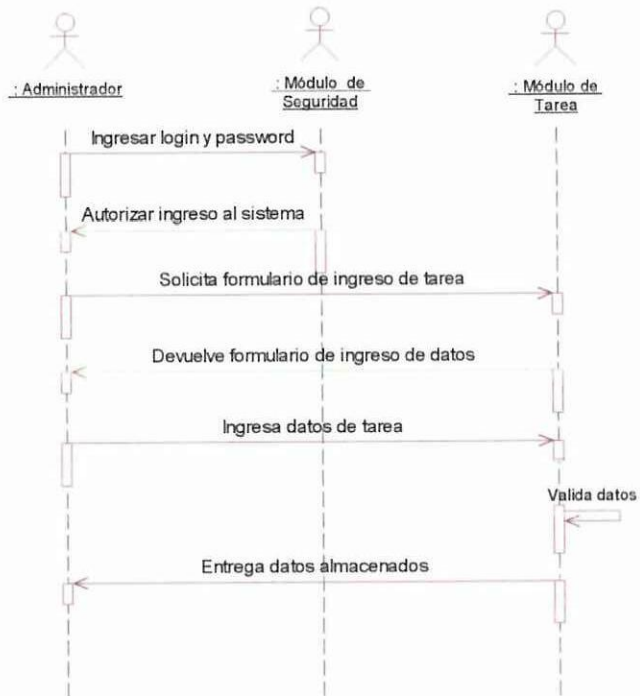 : Administrador
: Módulo de
Seguridad
: Módulo de
Tarea
Ingresar login y password
Autorizar ingreso al sistema
Solicita formulario de ingreso de tarea
Devuelve formulario de ingreso de datos
Ingresa datos de tarea
Valida datos
Entrega datos almacenados